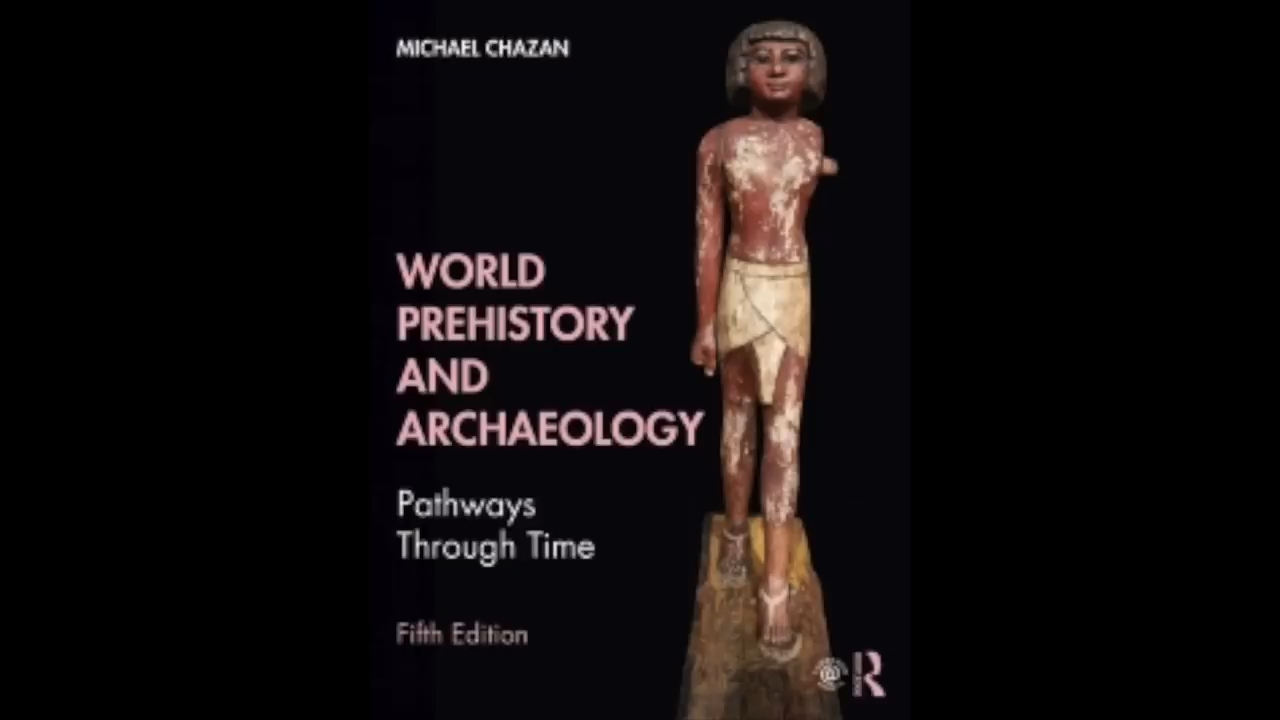 MICHAEL CHAZAN
WORLD
PREHISTORY
AND
ARCHAEOLOGY
Pathways
Through Time
Fifth Edition
R